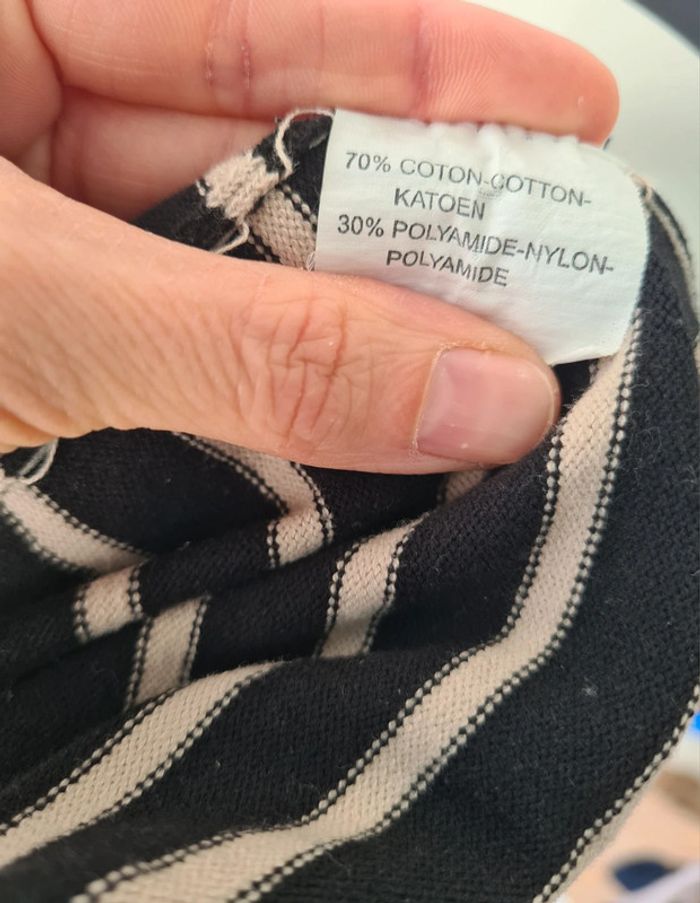 70% COTON-COTTON-
KATOEN
30% POLYAMIDE-NYLON-
POLYAMIDE